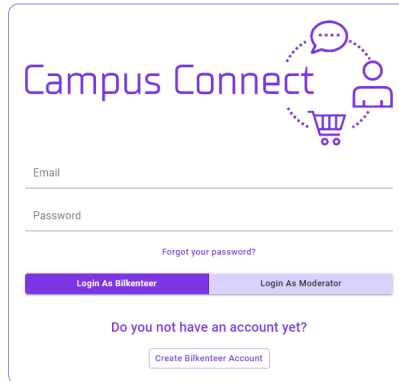 Campus Connect
Email
Password
Forgot your password?
Login As Bilkenteer Login As Moderator
Do you not have an account yet?
Create Bilkenteer Account